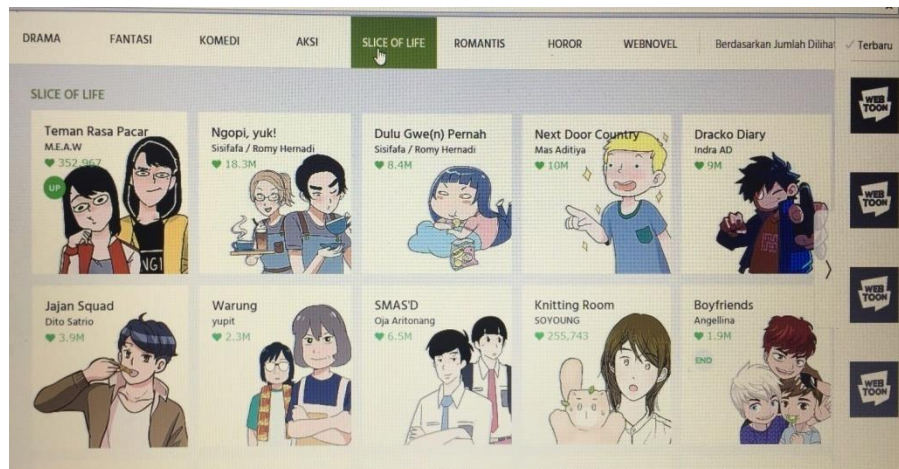 DRAMA
FANTASI
KOMEDI
AKSI
SLICE OF LIFE
ROMANTIS
HOROR
WEBNOVEL
Berdasarkan Jumlah Dilihat
✓ Terbaru
SLICE OF LIFE
Teman Rasa Pacar
M.E.A.W
352,967
UP
Ngopi, yuk!
Sisifafa / Romy Hernadi
18.3M
Dulu Gwe(n) Pernah
Sisifafa / Romy Hernadi
8.4M
Next Door Country
Mas Aditiya
10M
Dracko Diary
Indra AD
9M
Jajan Squad
Dito Satrio
3.9M
Warung
yupit
2.3M
SMAS'D
Oja Aritonang
6.5M
Knitting Room
SOYOUNG
255,743
Boyfriends
Angellina
1.9M
END
WEB
TOON
WEB
TOON
WEB
TOON
WEB
TOON